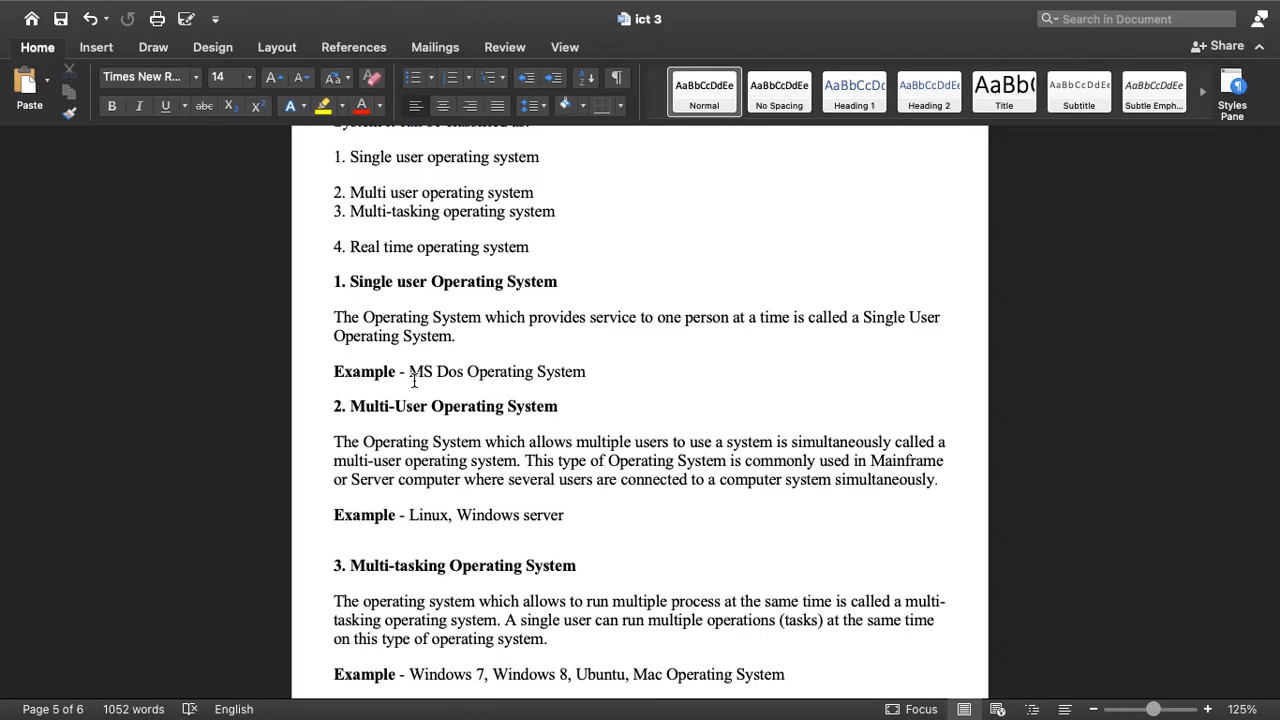 ict 3
Search in Document
Home Insert Draw Design Layout References Mailings Review View Share
Paste
Times New R... 14
AaBbCcDdEe Normal
AaBbCcDdEe No Spacing
AaBbCcDc Heading 1
AaBbCcDdEe Heading 2
AaBbC Title
AaBbCcDdEe Subtitle
AaBbCcDdEe Subtle Emph...
Styles
Pane
1. Single user operating system
2. Multi user operating system
3. Multi-tasking operating system
4. Real time operating system
1. Single user Operating System
The Operating System which provides service to one person at a time is called a Single User
Operating System.
Example - MS Dos Operating System
2. Multi-User Operating System
The Operating System which allows multiple users to use a system is simultaneously called a
multi-user operating system. This type of Operating System is commonly used in Mainframe
or Server computer where several users are connected to a computer system simultaneously.
Example - Linux, Windows server
3. Multi-tasking Operating System
The operating system which allows to run multiple process at the same time is called a multi-
tasking operating system. A single user can run multiple operations (tasks) at the same time
on this type of operating system.
Example - Windows 7, Windows 8, Ubuntu, Mac Operating System
Page 5 of 6 1052 words English Focus 125%